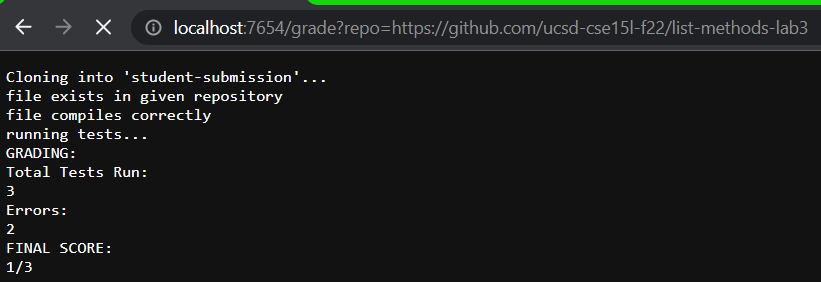 localhost:7654/grade?repo=https://github.com/ucsd-cse15l-f22/list-methods-lab3
Cloning into 'student-submission'...
file exists in given repository
file compiles correctly
running tests...
GRADING:
Total Tests Run:
3
Errors:
2
FINAL SCORE:
1/3